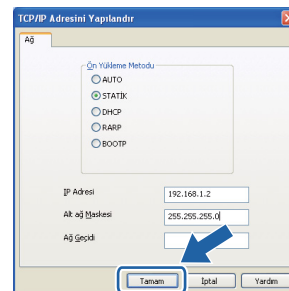 TCP/IP Adresini Yapılandır
Ağ
Ön Yükleme Metodu
AUTO
STATİK
DHCP
RARP
BOOTP
IP Adresi 192.168.1.2
Alt ağ Maskesi 255.255.255.0
Ağ Geçidi
Tamam İptal Yardım